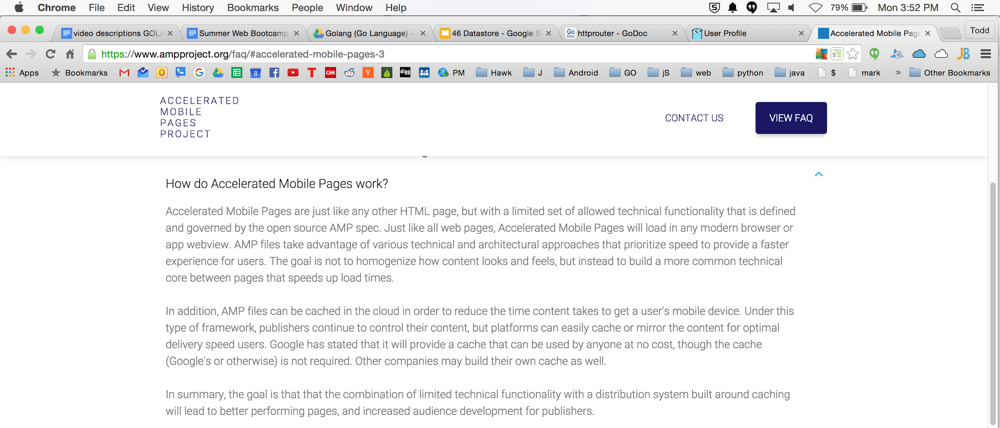 Chrome File Edit View History Bookmarks People Window Help 79% Mon 3:52 PM
video descriptions GOLA Summer Web Bootcamp Golang (Go Language) - 46 Datastore - Google S Go Doc httprouter - GoDoc User Profile Accelerated Mobile Page Todd
https://www.ampproject.org/faq/#accelerated-mobile-pages-3 JB
Apps Bookmarks 8 T CNN Y digg PM Hawk J Android GO jS web python java $ mark » Other Bookmarks
ACCELERATED
MOBILE
PAGES
PROJECT
CONTACT US
VIEW FAQ
How do Accelerated Mobile Pages work?
Accelerated Mobile Pages are just like any other HTML page, but with a limited set of allowed technical functionality that is defined
and governed by the open source AMP spec. Just like all web pages, Accelerated Mobile Pages will load in any modern browser or
app webview. AMP files take advantage of various technical and architectural approaches that prioritize speed to provide a faster
experience for users. The goal is not to homogenize how content looks and feels, but instead to build a more common technical
core between pages that speeds up load times.
In addition, AMP files can be cached in the cloud in order to reduce the time content takes to get a user’s mobile device. Under this
type of framework, publishers continue to control their content, but platforms can easily cache or mirror the content for optimal
delivery speed users. Google has stated that it will provide a cache that can be used by anyone at no cost, though the cache
(Google's or otherwise) is not required. Other companies may build their own cache as well.
In summary, the goal is that that the combination of limited technical functionality with a distribution system built around caching
will lead to better performing pages, and increased audience development for publishers.